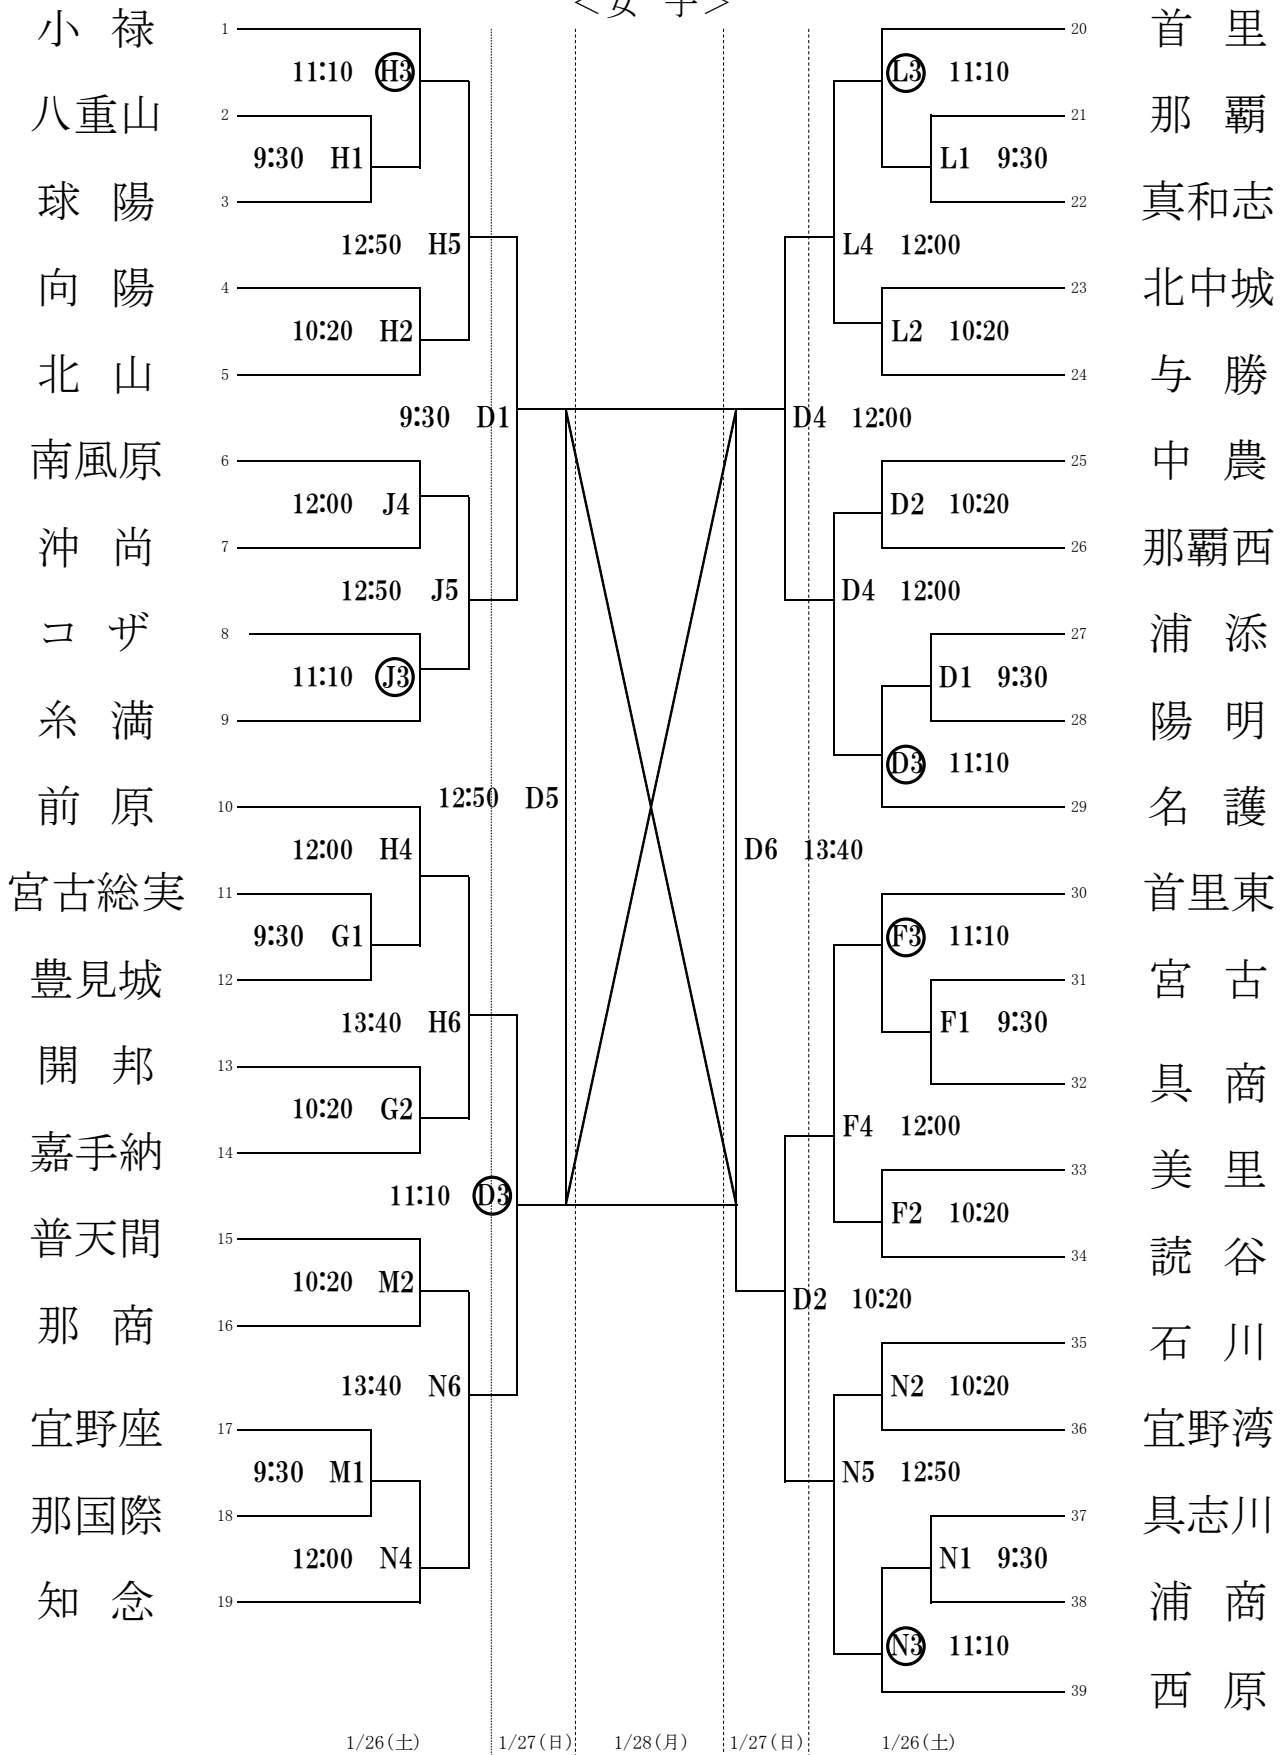 ＜女 子＞
小 禄 1
11:10 H3
八重山 2
9:30 H1
球 陽 3
12:50 H5
向 陽 4
10:20 H2
北 山 5
9:30 D1
南風原 6
12:00 J4
沖 尚 7
12:50 J5
コ ザ 8
11:10 J3
糸 満 9
12:50 D5
前 原 10
12:00 H4
宮古総実 11
9:30 G1
豊見城 12
13:40 H6
開 邦 13
10:20 G2
嘉手納 14
11:10 D3
普天間 15
10:20 M2
那 商 16
13:40 N6
宜野座 17
9:30 M1
那国際 18
12:00 N4
知 念 19
20 首 里
L3 11:10
21 那 覇
L1 9:30
22 真和志
L4 12:00
23 北中城
L2 10:20
24 与 勝
D4 12:00
25 中 農
D2 10:20
26 那覇西
D4 12:00
27 浦 添
D1 9:30
28 陽 明
D3 11:10
29 名 護
D6 13:40
30 首里東
F3 11:10
31 宮 古
F1 9:30
32 具 商
F4 12:00
33 美 里
F2 10:20
34 読 谷
D2 10:20
35 石 川
N2 10:20
36 宜野湾
N5 12:50
37 具志川
N1 9:30
38 浦 商
N3 11:10
39 西 原
1/26(土) 1/27(日) 1/28(月) 1/27(日) 1/26(土)